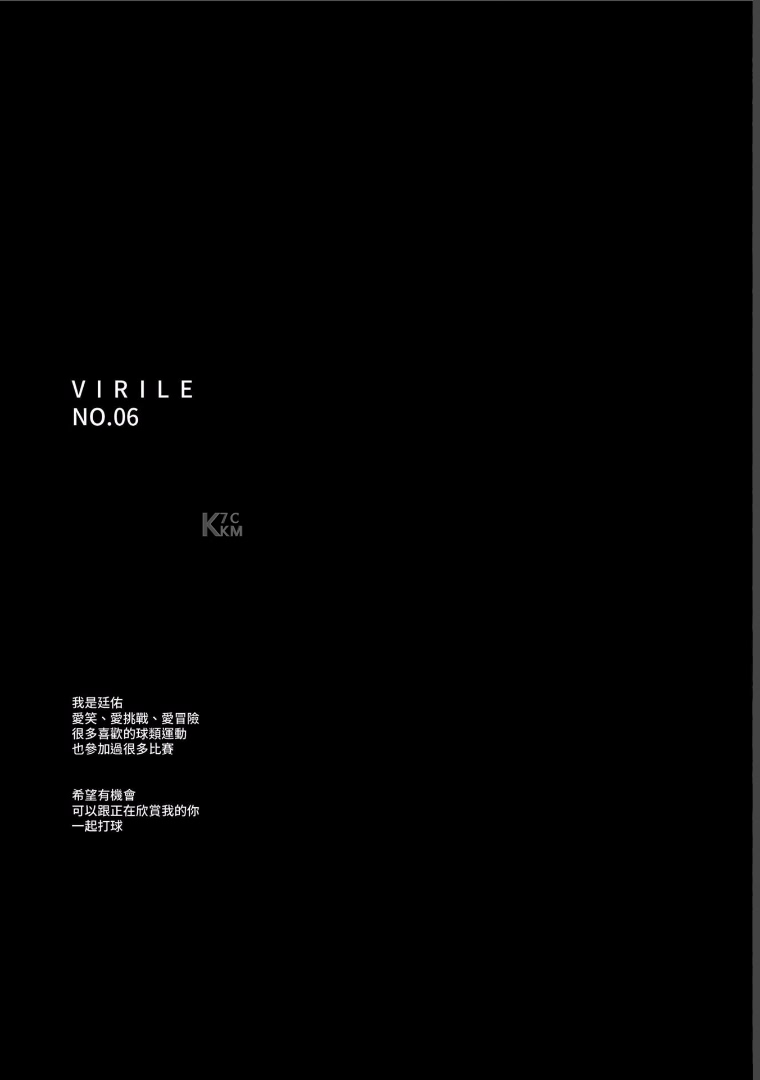 VIRILE
NO.06
K7C
KM
我是廷佑
愛笑、愛挑戰、愛冒險
很多喜歡的球類運動
也參加過很多比賽
希望有機會
可以跟正在欣賞我的你
一起打球